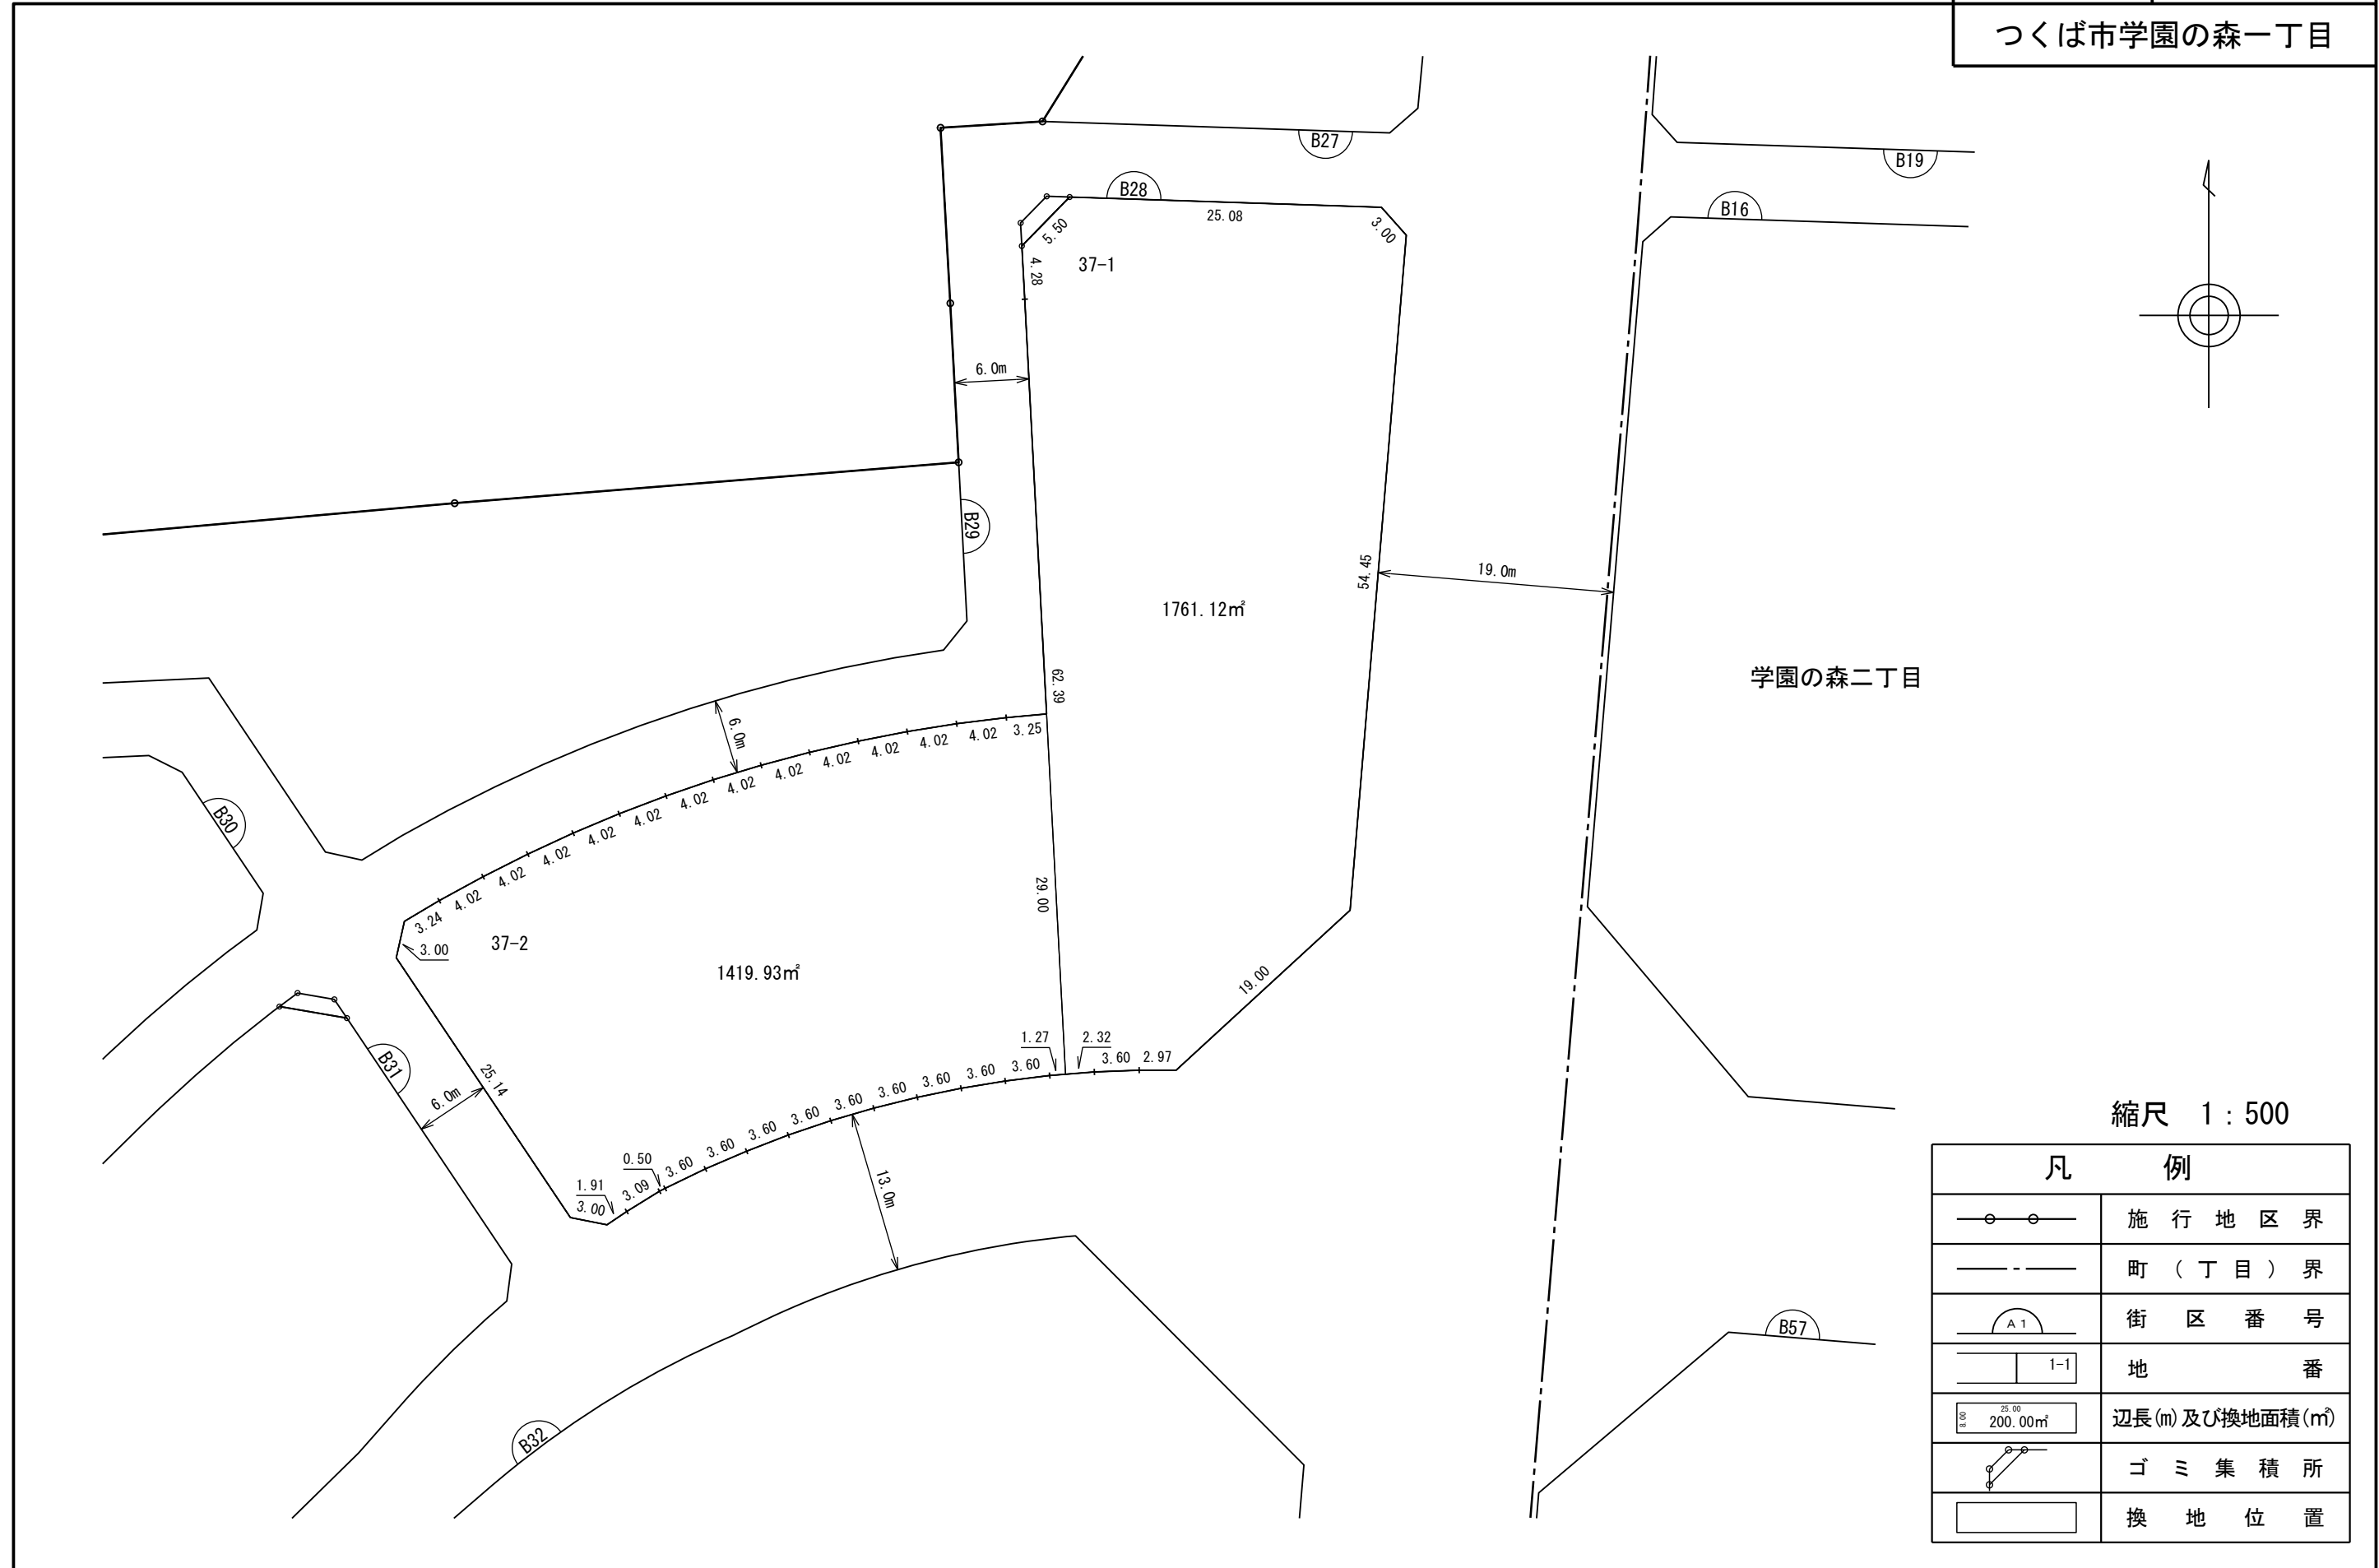 つくば市学園の森一丁目
B27
B19
B28
B16
25.08
3.00
5.50
4.28
37-1
6.0m
B29
54.45
19.0m
1761.12㎡
学園の森二丁目
62.39
6.0m
3.24
4.02
4.02
4.02
4.02
4.02
4.02
4.02
4.02
4.02
4.02
4.02
4.02
3.25
B30
29.00
3.00
37-2
1419.93㎡
19.00
1.27
2.32
3.60
2.97
B31
25.14
6.0m
1.91
3.00
3.09
0.50
3.60
3.60
3.60
3.60
3.60
3.60
3.60
3.60
3.60
13.0m
B57
B32
縮尺 1：500
凡 例
施行地区界
町（丁目）界
A1
街区番号
1-1
地番
8.00
25.00
200.00㎡
辺長(m)及び換地面積(㎡)
ゴミ集積所
換地位置